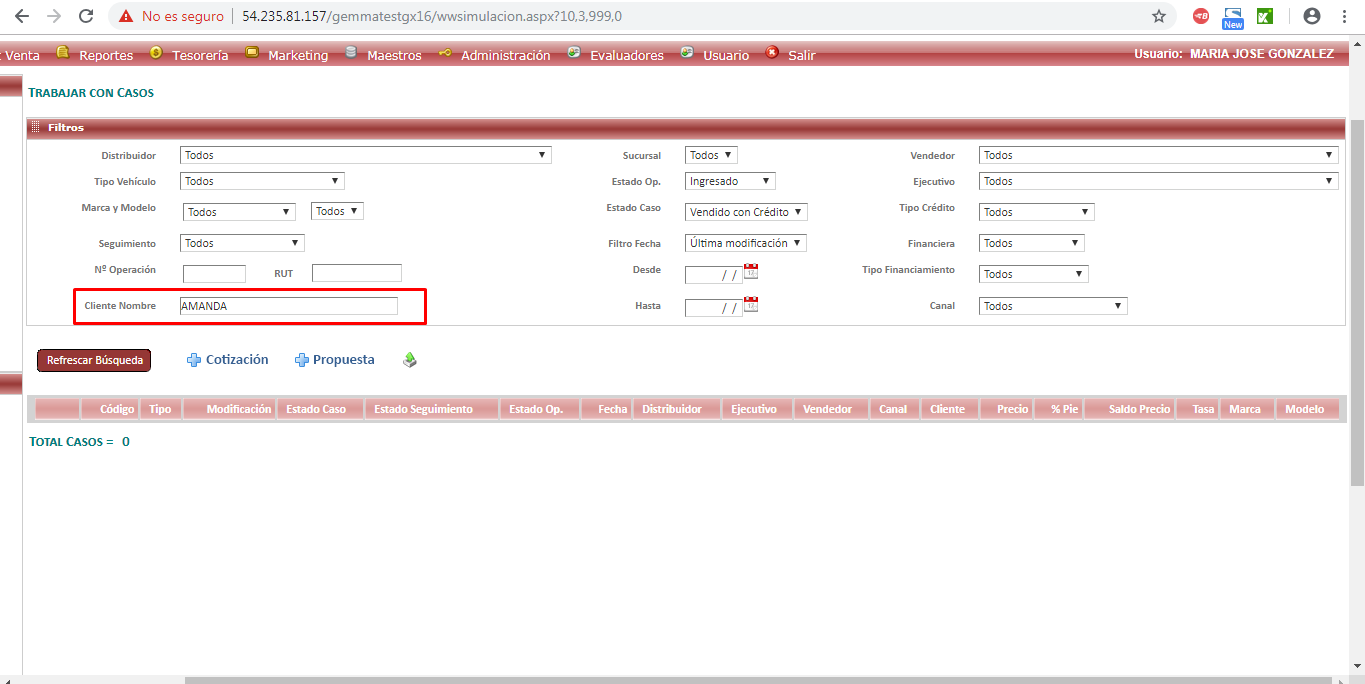 No es seguro | 54.235.81.157/gemmatestgx16/wwsimulacion.aspx?10,3,999,0
New
Venta Reportes Tesorería Marketing Maestros Administración Evaluadores Usuario Salir Usuario: MARIA JOSE GONZALEZ
TRABAJAR CON CASOS
Filtros
Distribuidor Todos Sucursal Todos Vendedor Todos
Tipo Vehículo Todos Estado Op. Ingresado Ejecutivo Todos
Marca y Modelo Todos Todos Estado Caso Vendido con Crédito Tipo Crédito Todos
Seguimiento Todos Filtro Fecha Última modificación Financiera Todos
Nº Operación RUT Desde / / Tipo Financiamiento Todos
Cliente Nombre AMANDA Hasta / / Canal Todos
Refrescar Búsqueda Cotización Propuesta
Código Tipo Modificación Estado Caso Estado Seguimiento Estado Op. Fecha Distribuidor Ejecutivo Vendedor Canal Cliente Precio % Pie Saldo Precio Tasa Marca Modelo
TOTAL CASOS = 0